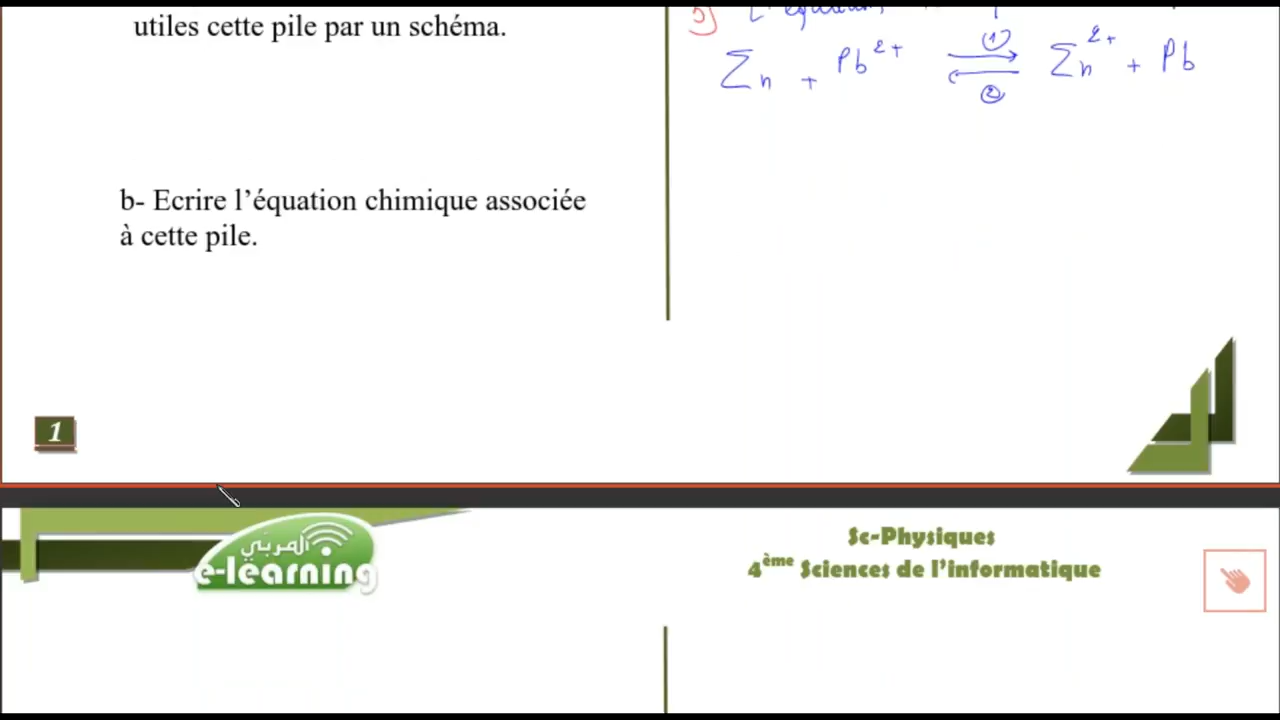 utiles cette pile par un schéma.
Zn + Pb²⁺ ⇌ Zn²⁺ + Pb
(1)
(2)
b- Ecrire l’équation chimique associée
à cette pile.
1
العربي
e-learning
Sc-Physiques
4ème Sciences de l’informatique